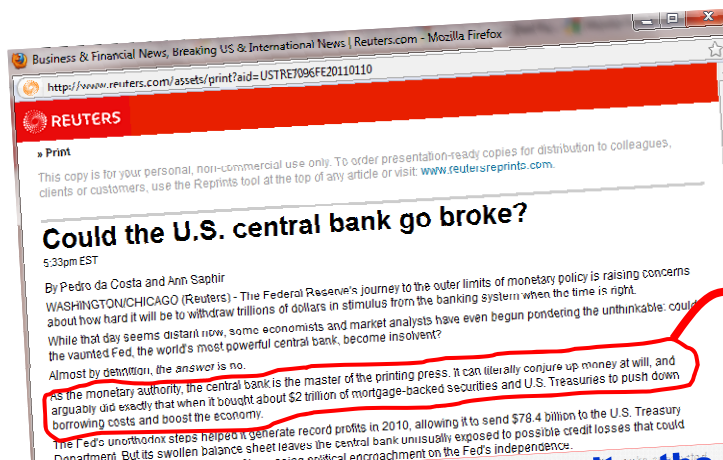 Business & Financial News, Breaking US & International News | Reuters.com - Mozilla Firefox
http://www.reuters.com/assets/print?aid=USTRE7096FE20110110
REUTERS
» Print
This copy is for your personal, non-commercial use only. To order presentation-ready copies for distribution to colleagues,
clients or customers, use the Reprints tool at the top of any article or visit: www.reutersreprints.com.
Could the U.S. central bank go broke?
5:33pm EST
By Pedro da Costa and Ann Saphir
WASHINGTON/CHICAGO (Reuters) - The Federal Reserve's journey to the outer limits of monetary policy is raising concerns
about how hard it will be to withdraw trillions of dollars in stimulus from the banking system when the time is right.
While that day seems distant now, some economists and market analysts have even begun pondering the unthinkable: could
the vaunted Fed, the world's most powerful central bank, become insolvent?
Almost by definition, the answer is no.
As the monetary authority, the central bank is the master of the printing press. It can literally conjure up money at will, and
arguably did exactly that when it bought about $2 trillion of mortgage-backed securities and U.S. Treasuries to push down
borrowing costs and boost the economy.
The Fed's unorthodox steps helped it generate record profits in 2010, allowing it to send $78.4 billion to the U.S. Treasury
Department. But its swollen balance sheet leaves the central bank unusually exposed to possible credit losses that could
political encroachment on the Fed's independence.